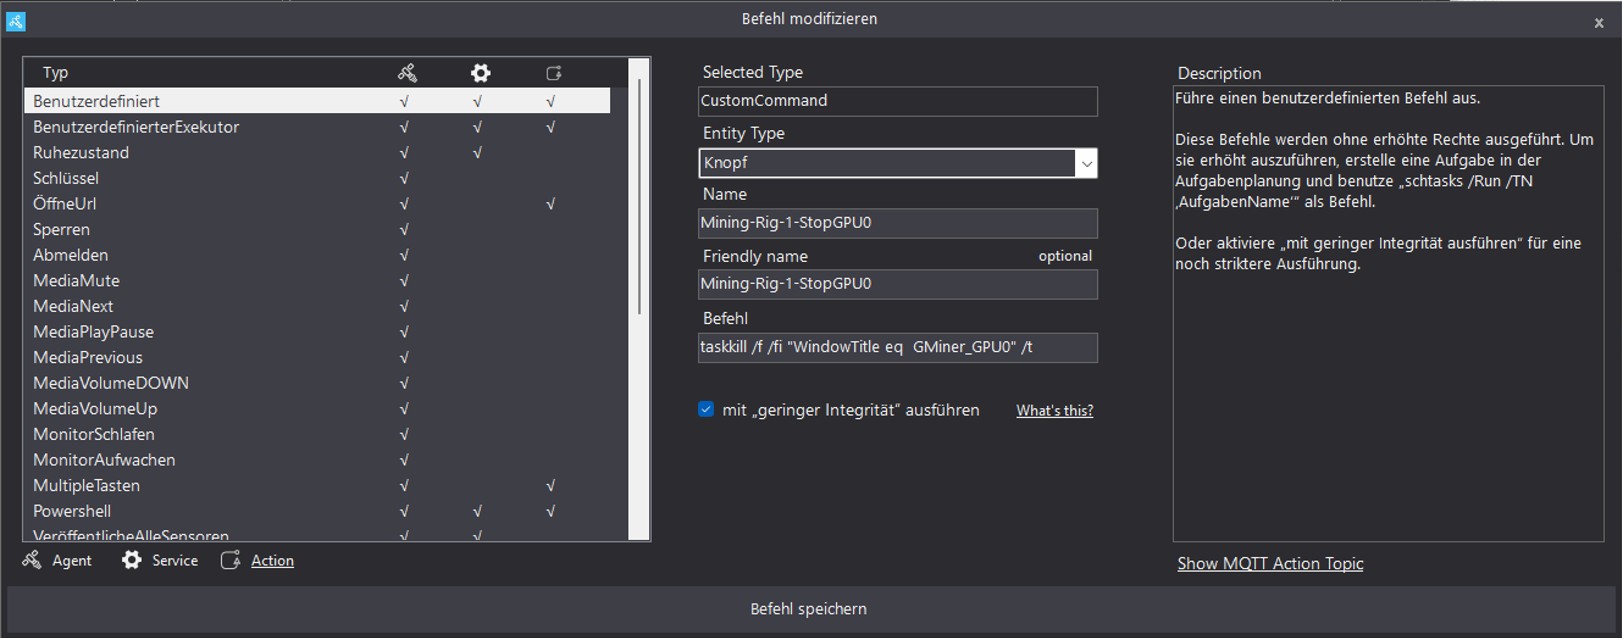 Befehl modifizieren
x
Typ
Benutzerdefiniert √ √ √
BenutzerdefinierterExekutor √ √ √
Ruhezustand √ √
Schlüssel √
ÖffneUrl √ √
Sperren √
Abmelden √
MediaMute √
MediaNext √
MediaPlayPause √
MediaPrevious √
MediaVolumeDOWN √
MediaVolumeUp √
MonitorSchlafen √
MonitorAufwachen √
MultipleTasten √ √
Powershell √ √ √
VeröffentlicheAlleSensoren √ √
Agent Service Action
Selected Type
CustomCommand
Entity Type
Knopf
Name
Mining-Rig-1-StopGPU0
Friendly name optional
Mining-Rig-1-StopGPU0
Befehl
taskkill /f /fi "WindowTitle eq  GMiner_GPU0" /t
mit „geringer Integrität“ ausführen What's this?
Description
Führe einen benutzerdefinierten Befehl aus.
Diese Befehle werden ohne erhöhte Rechte ausgeführt. Um
sie erhöht auszuführen, erstelle eine Aufgabe in der
Aufgabenplanung und benutze „schtasks /Run /TN
‚AufgabenName‘“ als Befehl.
Oder aktiviere „mit geringer Integrität ausführen“ für eine
noch striktere Ausführung.
Show MQTT Action Topic
Befehl speichern